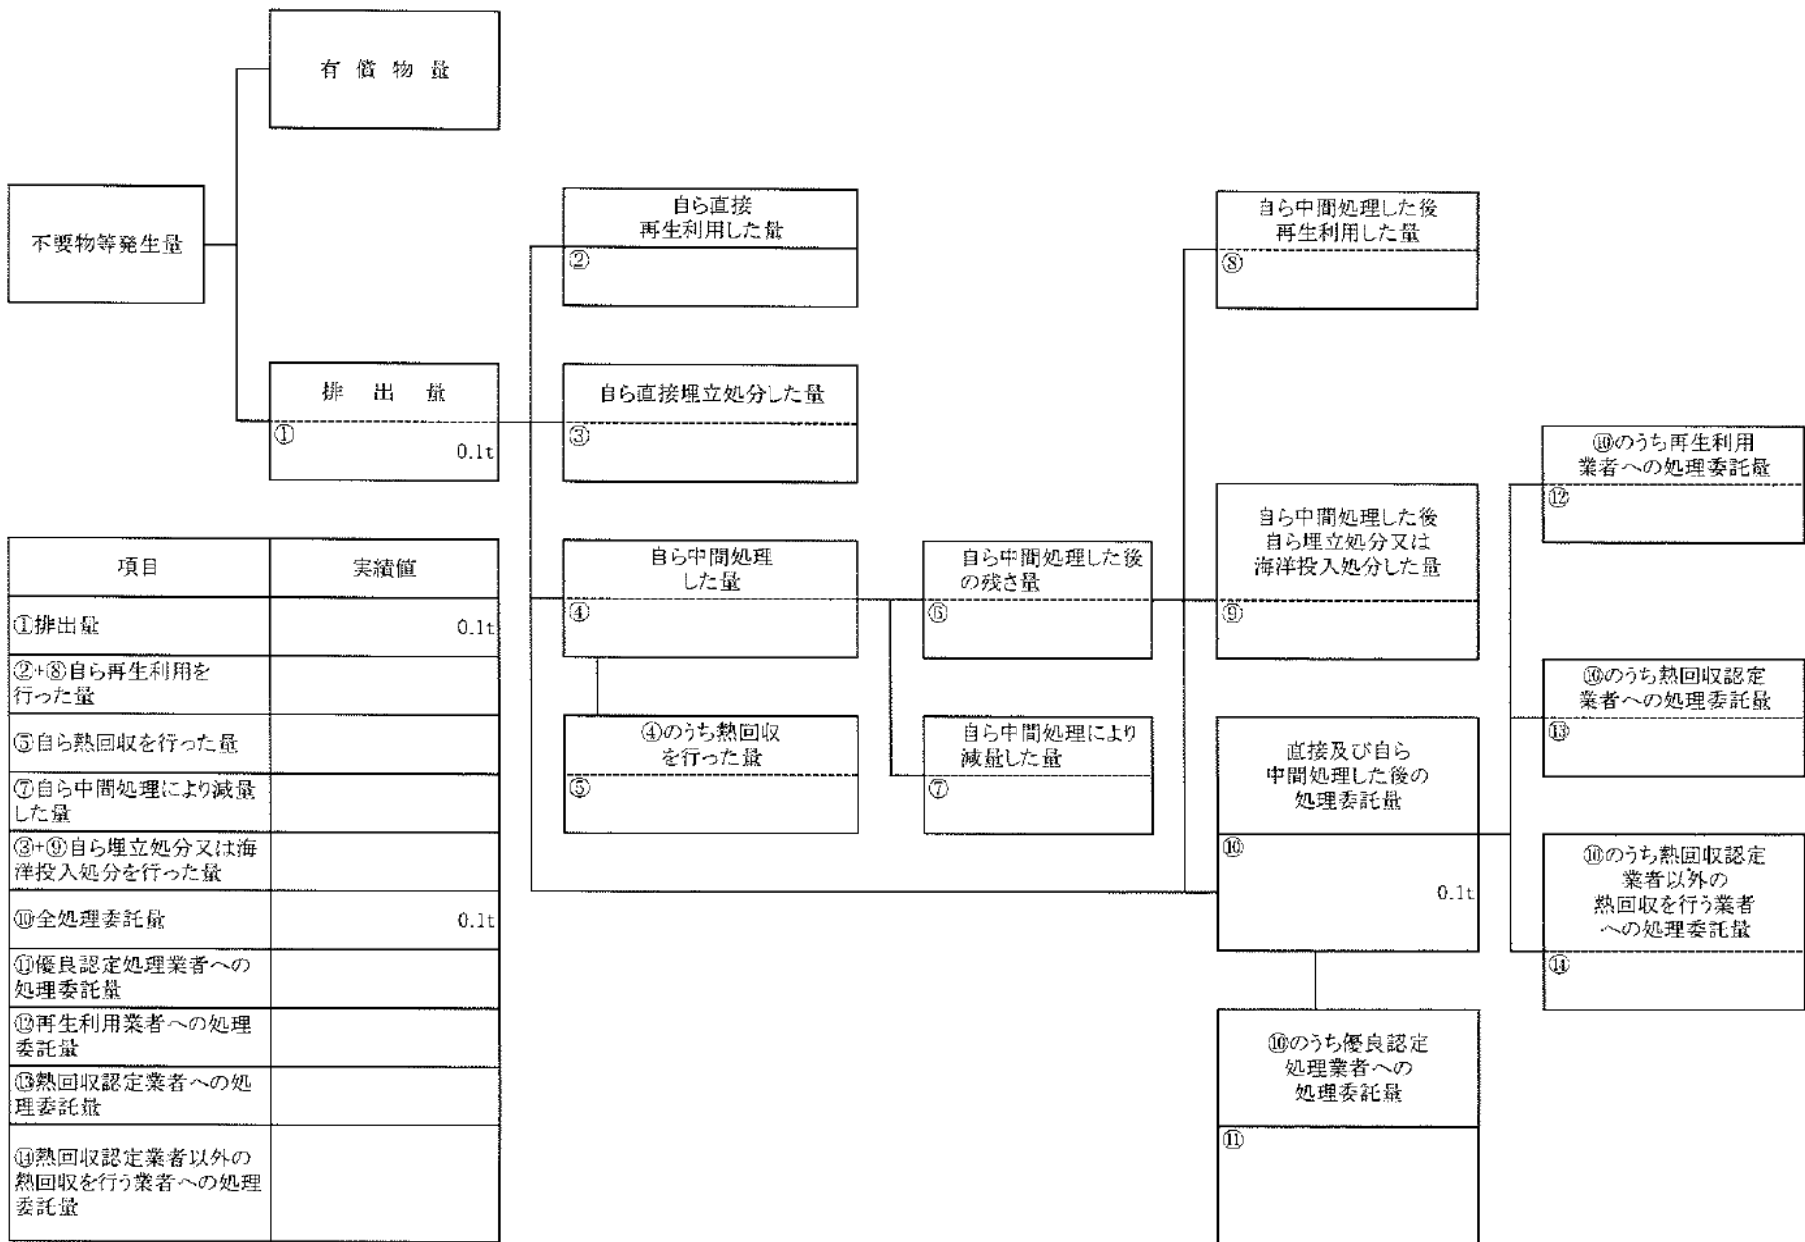 有償物量
不要物等発生量
排出量
①
0.1t
自ら直接
再生利用した量
②
自ら直接埋立処分した量
③
自ら中間処理
した量
④
④のうち熱回収
を行った量
⑤
自ら中間処理した後
の残さ量
⑥
自ら中間処理により
減量した量
⑦
自ら中間処理した後
再生利用した量
⑧
自ら中間処理した後
自ら埋立処分又は
海洋投入処分した量
⑨
直接及び自ら
中間処理した後の
処理委託量
⑩
0.1t
⑩のうち優良認定
処理業者への
処理委託量
⑪
⑩のうち再生利用
業者への処理委託量
⑫
⑩のうち熱回収認定
業者への処理委託量
⑬
⑩のうち熱回収認定
業者以外の
熱回収を行う業者
への処理委託量
⑭
項目 実績値
①排出量 0.1t
②+⑧自ら再生利用を
行った量
⑤自ら熱回収を行った量
⑦自ら中間処理により減量
した量
③+⑨自ら埋立処分又は海
洋投入処分を行った量
⑩全処理委託量 0.1t
⑪優良認定処理業者への
処理委託量
⑫再生利用業者への処理
委託量
⑬熱回収認定業者への処
理委託量
⑭熱回収認定業者以外の
熱回収を行う業者への処理
委託量